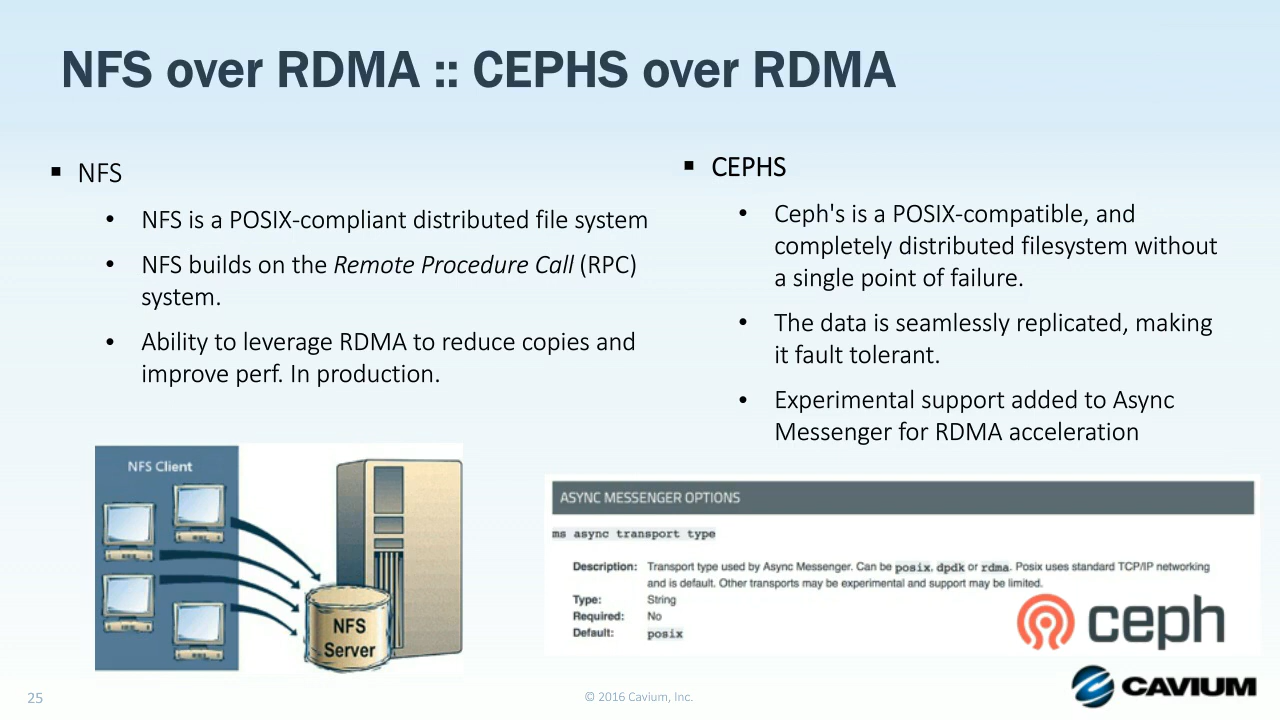 NFS over RDMA :: CEPHS over RDMA
▪ NFS
• NFS is a POSIX-compliant distributed file system
• NFS builds on the Remote Procedure Call (RPC)
system.
• Ability to leverage RDMA to reduce copies and
improve perf. In production.
▪ CEPHS
• Ceph's is a POSIX-compatible, and
completely distributed filesystem without
a single point of failure.
• The data is seamlessly replicated, making
it fault tolerant.
• Experimental support added to Async
Messenger for RDMA acceleration
NFS Client
NFS
Server
ASYNC MESSENGER OPTIONS
ms async transport type
Description: Transport type used by Async Messenger. Can be posix, dpdk or rdma. Posix uses standard TCP/IP networking
and is default. Other transports may be experimental and support may be limited.
Type: String
Required: No
Default: posix
ceph
CAVIUM
25
© 2016 Cavium, Inc.